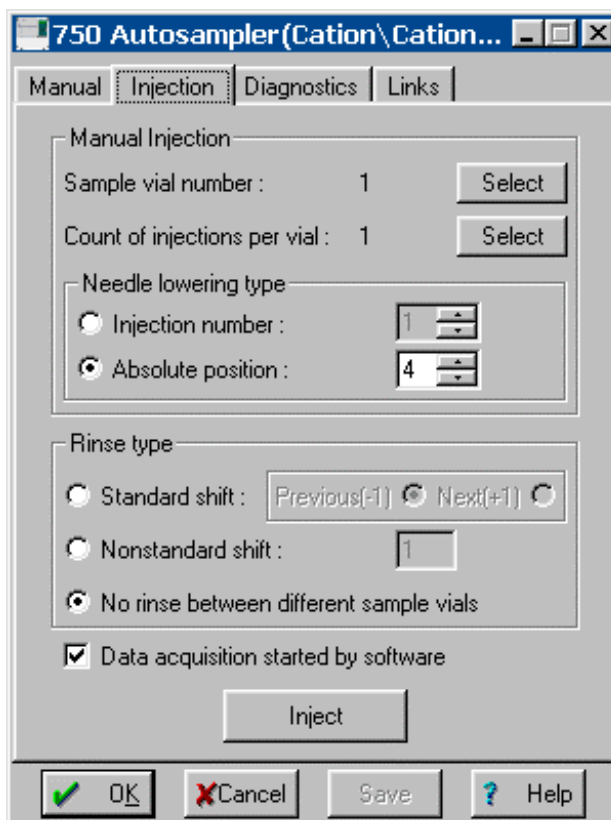 750 Autosampler(Cation\Cation...
Manual Injection Diagnostics Links
Manual Injection
Sample vial number : 1 Select
Count of injections per vial : 1 Select
Needle lowering type
Injection number : 1
Absolute position : 4
Rinse type
Standard shift : Previous(-1) Next(+1)
Nonstandard shift : 1
No rinse between different sample vials
Data acquisition started by software
Inject
OK Cancel Save ? Help